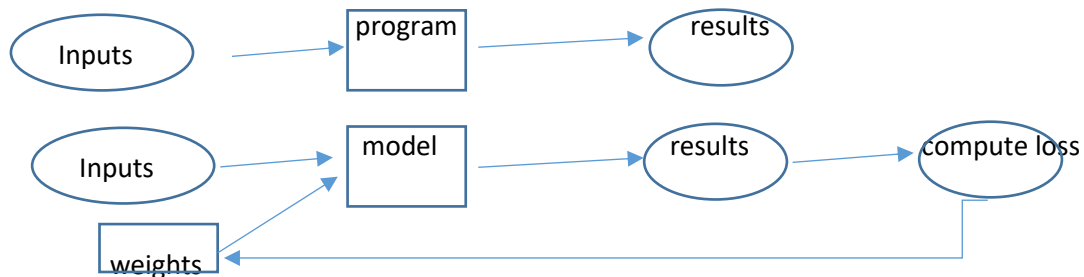 Inputs
program
results
Inputs
model
results
compute loss
weights